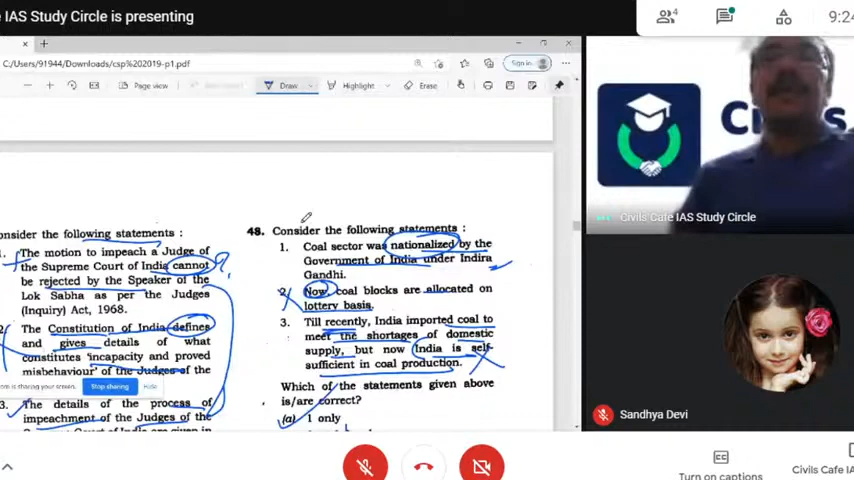 IAS Study Circle is presenting
4
9:24
C:/Users/91944/Downloads/csp%202019-p1.pdf
Sign in
Page view
Draw
Highlight
Erase
Consider the following statements :
1. The motion to impeach a Judge of
the Supreme Court of India cannot
be rejected by the Speaker of the
Lok Sabha as per the Judges
(Inquiry) Act, 1968.
2. The Constitution of India defines
and gives details of what
constitutes 'incapacity and proved
misbehaviour' of the Judges of the
is sharing your screen.
Stop sharing
Hide
3. The details of the process of
impeachment of the Judges of the
48. Consider the following statements :
1. Coal sector was nationalized by the
Government of India under Indira
Gandhi.
2. Now, coal blocks are allocated on
lottery basis.
3. Till recently, India imported coal to
meet the shortages of domestic
supply, but now India is self-
sufficient in coal production.
Which of the statements given above
is/are correct?
(a) 1 only
Civils Cafe IAS Study Circle
Sandhya Devi
Turn on captions
Civils Cafe IA